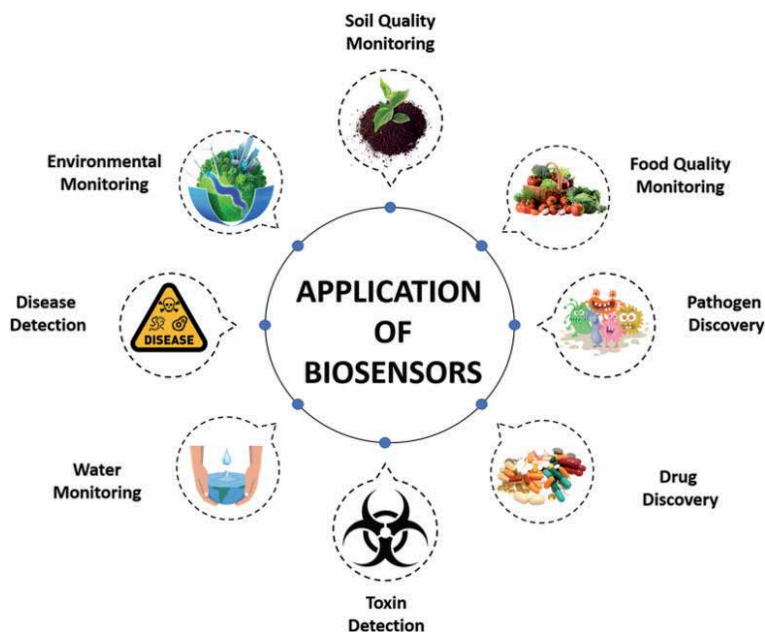 Soil Quality
Monitoring
Environmental
Monitoring
Food Quality
Monitoring
APPLICATION
OF
BIOSENSORS
Disease
Detection
DISEASE
Pathogen
Discovery
Water
Monitoring
Drug
Discovery
Toxin
Detection